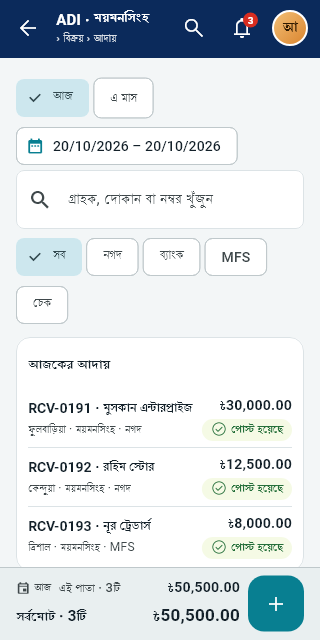 ADI · ময়মনসিংহ
› বিক্রয় › আদায়
3
আ
আজ
এ মাস
20/10/2026 – 20/10/2026
গ্রাহক, দোকান বা নম্বর খুঁজুন
সব
নগদ
ব্যাংক
MFS
চেক
আজকের আদায়
RCV-0191 · মুসকান এন্টারপ্রাইজ ৳30,000.00
ফুলবাড়িয়া · ময়মনসিংহ · নগদ পোস্ট হয়েছে
RCV-0192 · রহিম স্টোর ৳12,500.00
কেন্দুয়া · ময়মনসিংহ · নগদ পোস্ট হয়েছে
RCV-0193 · নূর ট্রেডার্স ৳8,000.00
ত্রিশাল · ময়মনসিংহ · MFS পোস্ট হয়েছে
আজ এই পাতা · 3টি ৳50,500.00
সর্বমোট · 3টি ৳50,500.00